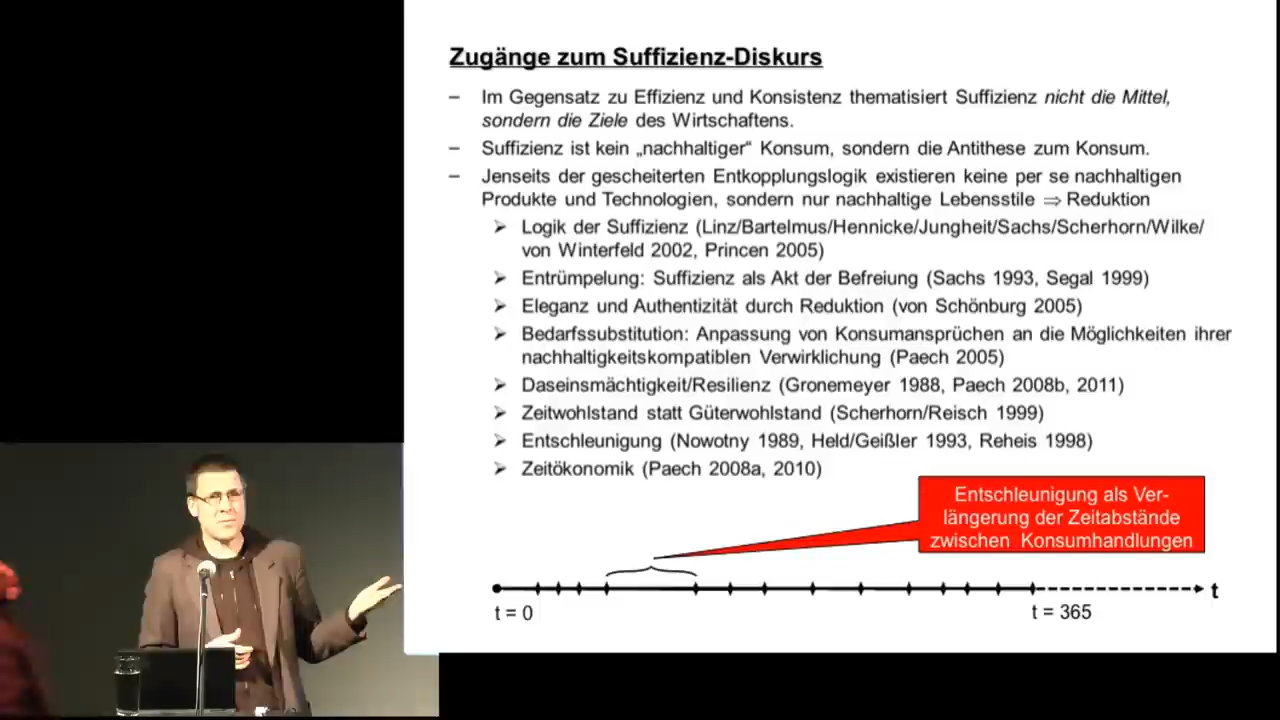 Zugänge zum Suffizienz-Diskurs
– Im Gegensatz zu Effizienz und Konsistenz thematisiert Suffizienz nicht die Mittel,
sondern die Ziele des Wirtschaftens.
– Suffizienz ist kein „nachhaltiger“ Konsum, sondern die Antithese zum Konsum.
– Jenseits der gescheiterten Entkopplungslogik existieren keine per se nachhaltigen
Produkte und Technologien, sondern nur nachhaltige Lebensstile ⇒ Reduktion
➢ Logik der Suffizienz (Linz/Bartelmus/Hennicke/Jungheit/Sachs/Scherhorn/Wilke/
von Winterfeld 2002, Princen 2005)
➢ Entrümpelung: Suffizienz als Akt der Befreiung (Sachs 1993, Segal 1999)
➢ Eleganz und Authentizität durch Reduktion (von Schönburg 2005)
➢ Bedarfssubstitution: Anpassung von Konsumansprüchen an die Möglichkeiten ihrer
nachhaltigkeitskompatiblen Verwirklichung (Paech 2005)
➢ Daseinsmächtigkeit/Resilienz (Gronemeyer 1988, Paech 2008b, 2011)
➢ Zeitwohlstand statt Güterwohlstand (Scherhorn/Reisch 1999)
➢ Entschleunigung (Nowotny 1989, Held/Geißler 1993, Reheis 1998)
➢ Zeitökonomik (Paech 2008a, 2010)
Entschleunigung als Ver-
längerung der Zeitabstände
zwischen Konsumhandlungen
t
t = 0
t = 365